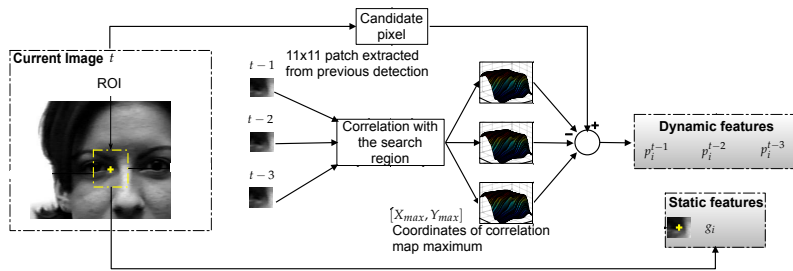 Candidate
pixel
Current Image t
ROI
11x11 patch extracted
from previous detection
t − 1
t − 2
t − 3
Correlation with
the search
region
[X_max, Y_max]
Coordinates of correlation
map maximum
−
+
Dynamic features
p_i^{t−1} p_i^{t−2} p_i^{t−3}
Static features
g_i